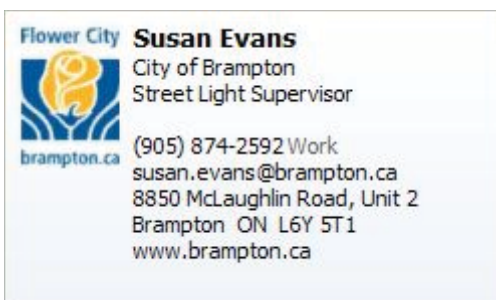 Flower City
brampton.ca
Susan Evans
City of Brampton
Street Light Supervisor
(905) 874-2592 Work
susan.evans@brampton.ca
8850 McLaughlin Road, Unit 2
Brampton ON L6Y 5T1
www.brampton.ca